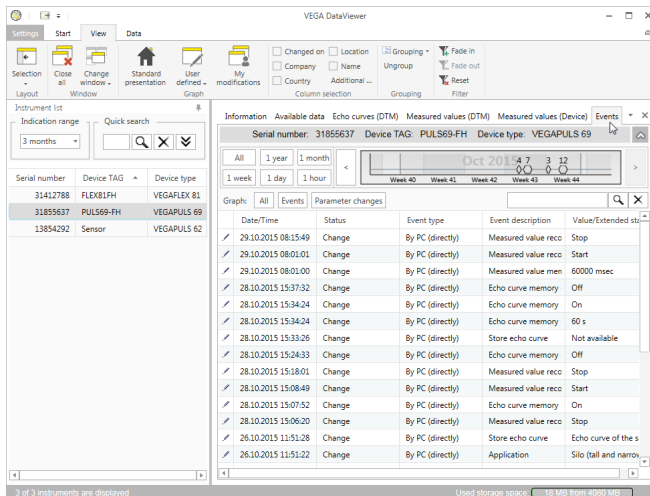 VEGA DataViewer
Settings Start View Data
Selection Close all Change window Standard presentation User defined My modifications
Changed on Location Grouping Fade in
Company Name Ungroup Fade out
Country Additional ... Reset
Layout Window Graph Column selection Grouping Filter
Instrument list
Indication range Quick search
3 months
Serial number Device TAG Device type
31412788 FLEX81FH VEGAFLEX 81
31855637 PULS69-FH VEGAPULS 69
13854292 Sensor VEGAPULS 62
Information Available data Echo curves (DTM) Measured values (DTM) Measured values (Device) Events
Serial number: 31855637 Device TAG: PULS69-FH Device type: VEGAPULS 69
All 1 year 1 month
1 week 1 day 1 hour
< Oct 2015 >
4 7 3 12
Week 40 Week 41 Week 42 Week 43 Week 44
Graph: All Events Parameter changes
Date/Time Status Event type Event description Value/Extended sta
29.10.2015 08:15:49 Change By PC (directly) Measured value reco Stop
29.10.2015 08:01:01 Change By PC (directly) Measured value reco Start
29.10.2015 08:01:00 Change By PC (directly) Measured value men 60000 msec
28.10.2015 15:37:32 Change By PC (directly) Echo curve memory Off
28.10.2015 15:34:24 Change By PC (directly) Echo curve memory On
28.10.2015 15:34:24 Change By PC (directly) Echo curve memory 60 s
28.10.2015 15:33:26 Change By PC (directly) Store echo curve Not available
28.10.2015 15:24:33 Change By PC (directly) Echo curve memory Off
28.10.2015 15:18:01 Change By PC (directly) Measured value reco Stop
28.10.2015 15:08:49 Change By PC (directly) Measured value reco Start
28.10.2015 15:07:52 Change By PC (directly) Echo curve memory On
28.10.2015 15:06:20 Change By PC (directly) Measured value reco Stop
26.10.2015 11:51:28 Change By PC (directly) Store echo curve Echo curve of the s
26.10.2015 11:51:22 Change By PC (directly) Application Silo (tall and narrow
3 of 3 instruments are displayed Used storage space: 18 MB from 4080 MB